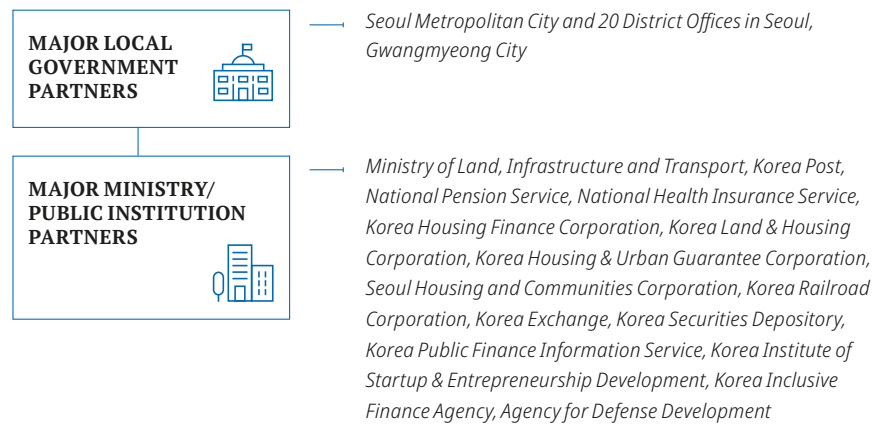 MAJOR LOCAL
GOVERNMENT
PARTNERS
Seoul Metropolitan City and 20 District Offices in Seoul,
Gwangmyeong City
MAJOR MINISTRY/
PUBLIC INSTITUTION
PARTNERS
Ministry of Land, Infrastructure and Transport, Korea Post,
National Pension Service, National Health Insurance Service,
Korea Housing Finance Corporation, Korea Land & Housing
Corporation, Korea Housing & Urban Guarantee Corporation,
Seoul Housing and Communities Corporation, Korea Railroad
Corporation, Korea Exchange, Korea Securities Depository,
Korea Public Finance Information Service, Korea Institute of
Startup & Entrepreneurship Development, Korea Inclusive
Finance Agency, Agency for Defense Development